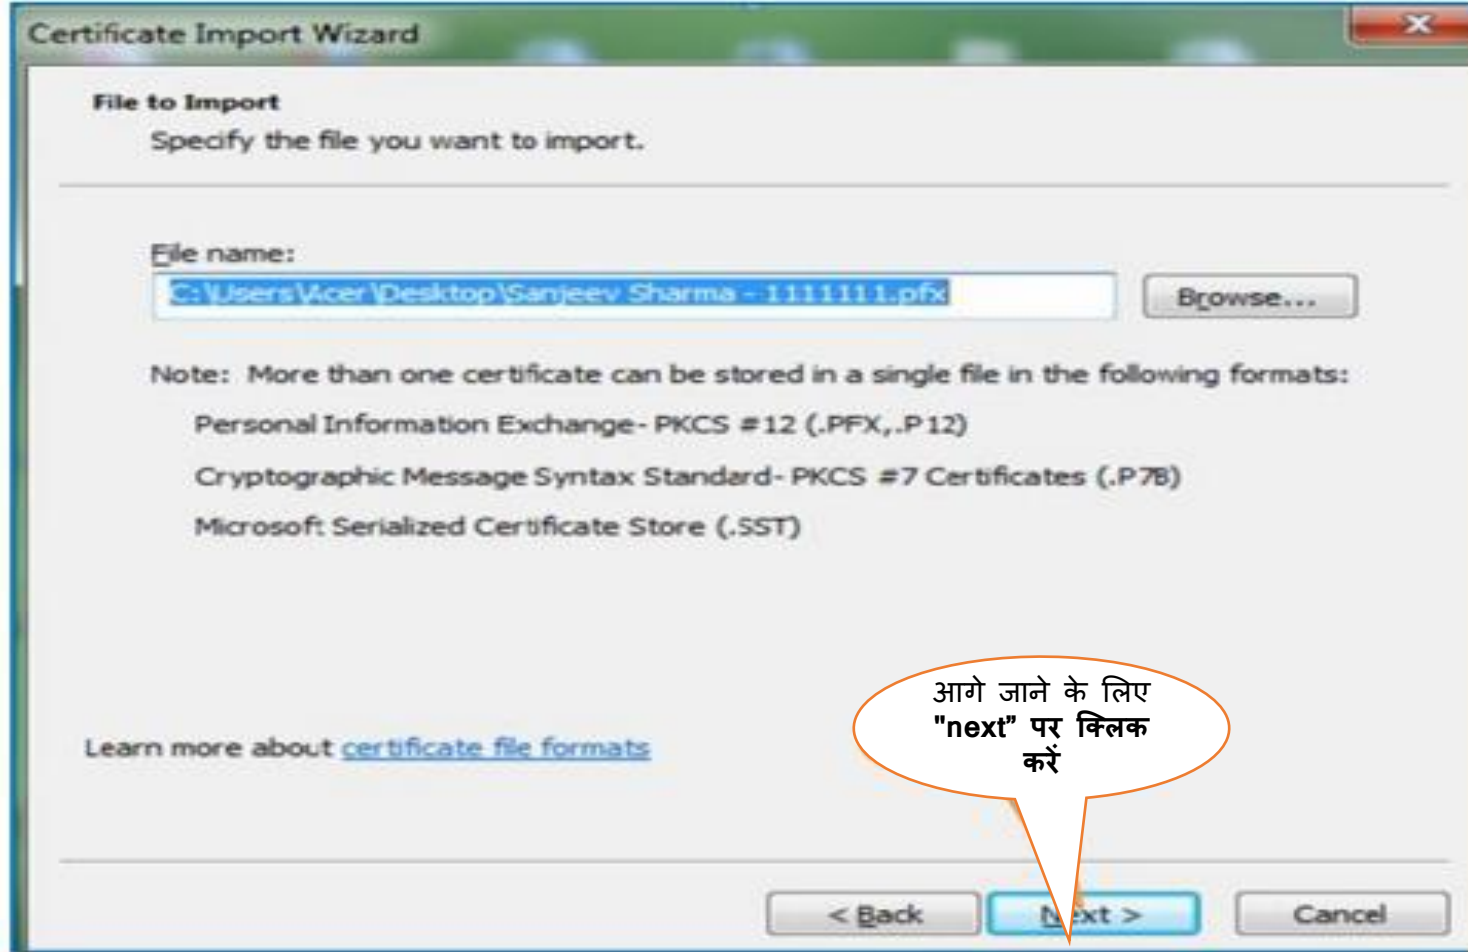 Certificate Import Wizard
File to Import
Specify the file you want to import.
File name:
C:\Users\Acer\Desktop\Sanjeev Sharma - 1111111.pfx
Browse...
Note: More than one certificate can be stored in a single file in the following formats:
Personal Information Exchange- PKCS #12 (.PFX,.P12)
Cryptographic Message Syntax Standard- PKCS #7 Certificates (.P7B)
Microsoft Serialized Certificate Store (.SST)
आगे जाने के लिए
"next” पर क्लिक
करें
Learn more about certificate file formats
< Back
Next >
Cancel